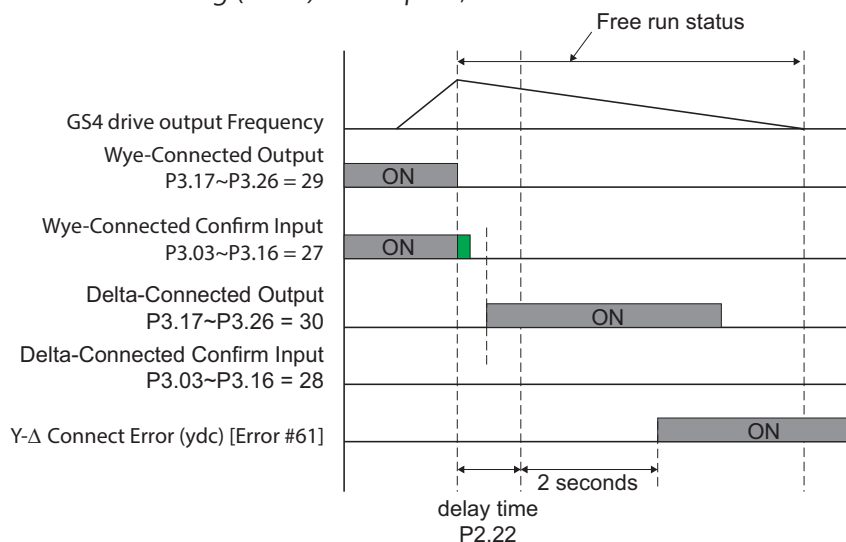 Free run status
GS4 drive output Frequency
Wye-Connected Output
P3.17~P3.26 = 29
ON
Wye-Connected Confirm Input
P3.03~P3.16 = 27
ON
Delta-Connected Output
P3.17~P3.26 = 30
ON
Delta-Connected Confirm Input
P3.03~P3.16 = 28
Y-Δ Connect Error (ydc) [Error #61]
ON
2 seconds
delay time
P2.22